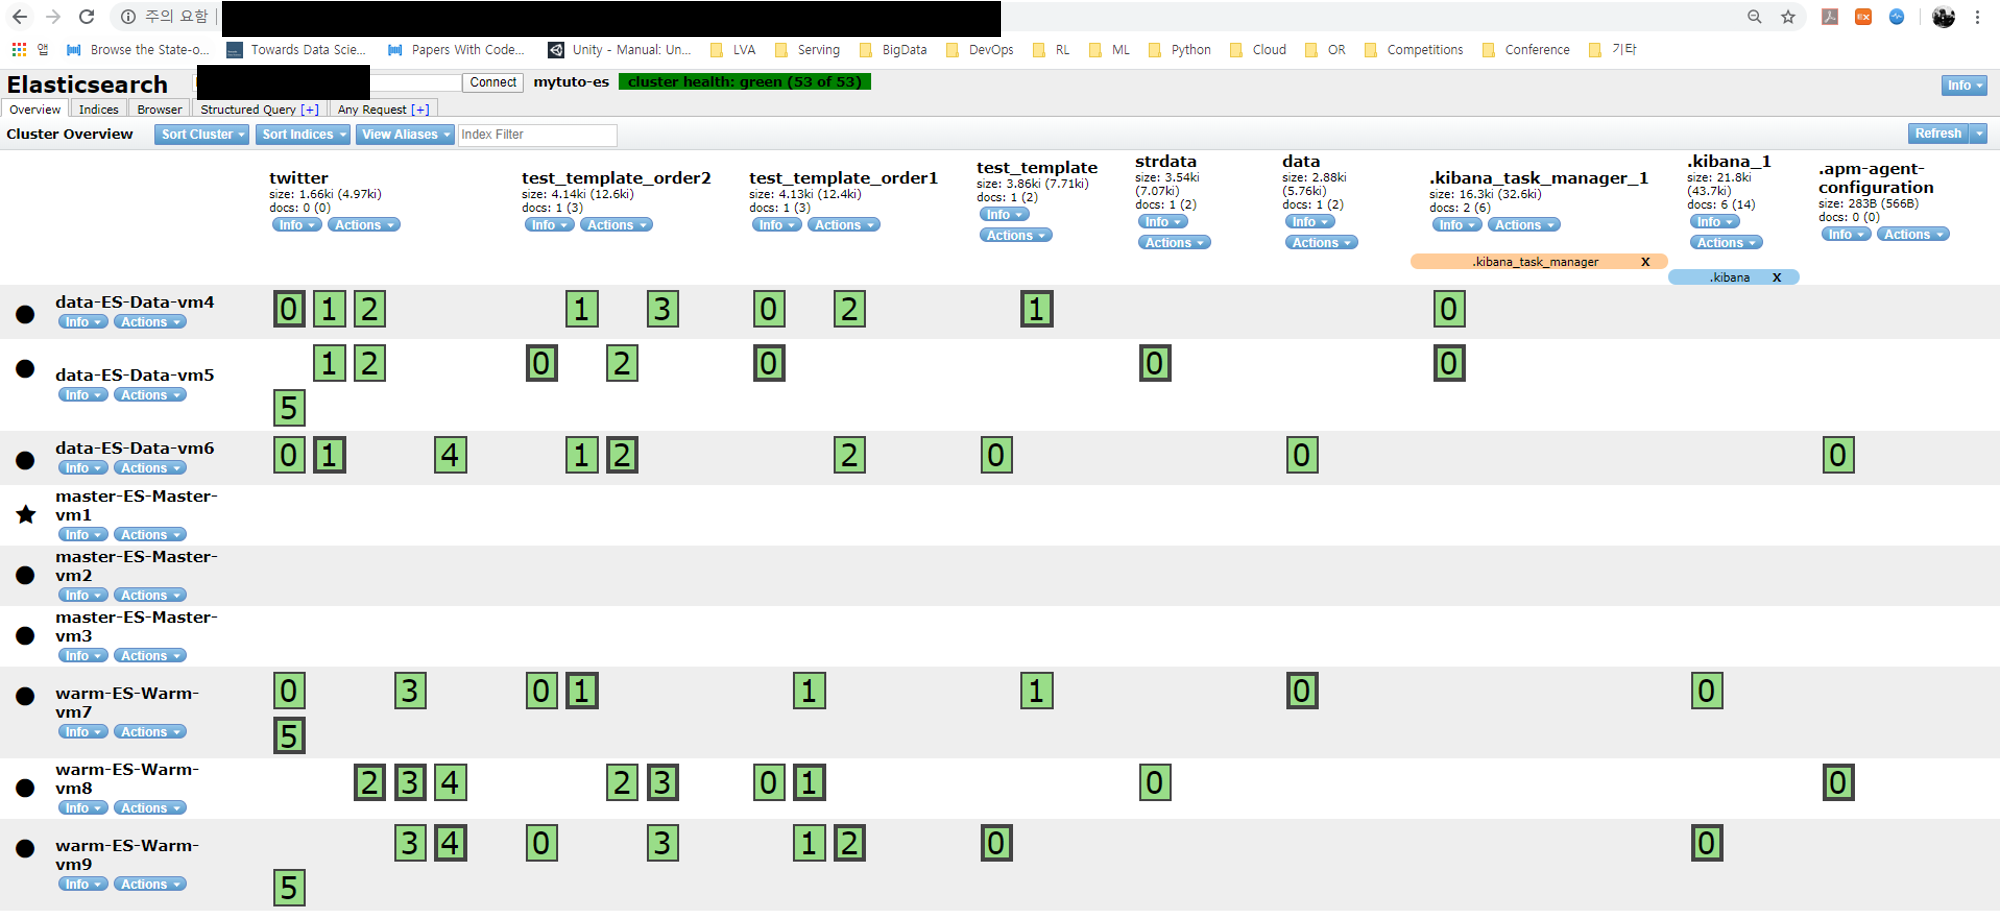 주의 요함
앱 Browse the State-o... Towards Data Scie... Papers With Code... Unity - Manual: Un... LVA Serving BigData DevOps RL ML Python Cloud OR Competitions Conference 기타
Elasticsearch Connect mytuto-es cluster health: green (53 of 53) Info
Overview Indices Browser Structured Query [+] Any Request [+]
Cluster Overview Sort Cluster Sort Indices View Aliases Index Filter Refresh
twitter
size: 1.66ki (4.97ki)
docs: 0 (0)
Info Actions
test_template_order2
size: 4.14ki (12.6ki)
docs: 1 (3)
Info Actions
test_template_order1
size: 4.13ki (12.4ki)
docs: 1 (3)
Info Actions
test_template
size: 3.86ki (7.71ki)
docs: 1 (2)
Info
Actions
strdata
size: 3.54ki
(7.07ki)
docs: 1 (2)
Info
Actions
data
size: 2.88ki
(5.76ki)
docs: 1 (2)
Info
Actions
.kibana_task_manager_1
size: 16.3ki (32.6ki)
docs: 2 (6)
Info Actions
.kibana_1
size: 21.8ki
(43.7ki)
docs: 6 (14)
Info
Actions
.apm-agent-
configuration
size: 283B (566B)
docs: 0 (0)
Info Actions
.kibana_task_manager X
.kibana X
data-ES-Data-vm4
Info Actions
0 1 2 1 3 0 2 1 0
data-ES-Data-vm5
Info Actions
1 2 0 2 0 0 0
5
data-ES-Data-vm6
Info Actions
0 1 4 1 2 2 0 0 0
master-ES-Master-
vm1
Info Actions
master-ES-Master-
vm2
Info Actions
master-ES-Master-
vm3
Info Actions
warm-ES-Warm-
vm7
Info Actions
0 3 0 1 1 1 0 0
5
warm-ES-Warm-
vm8
Info Actions
2 3 4 2 3 0 1 0 0
warm-ES-Warm-
vm9
Info Actions
3 4 0 3 1 2 0 0
5